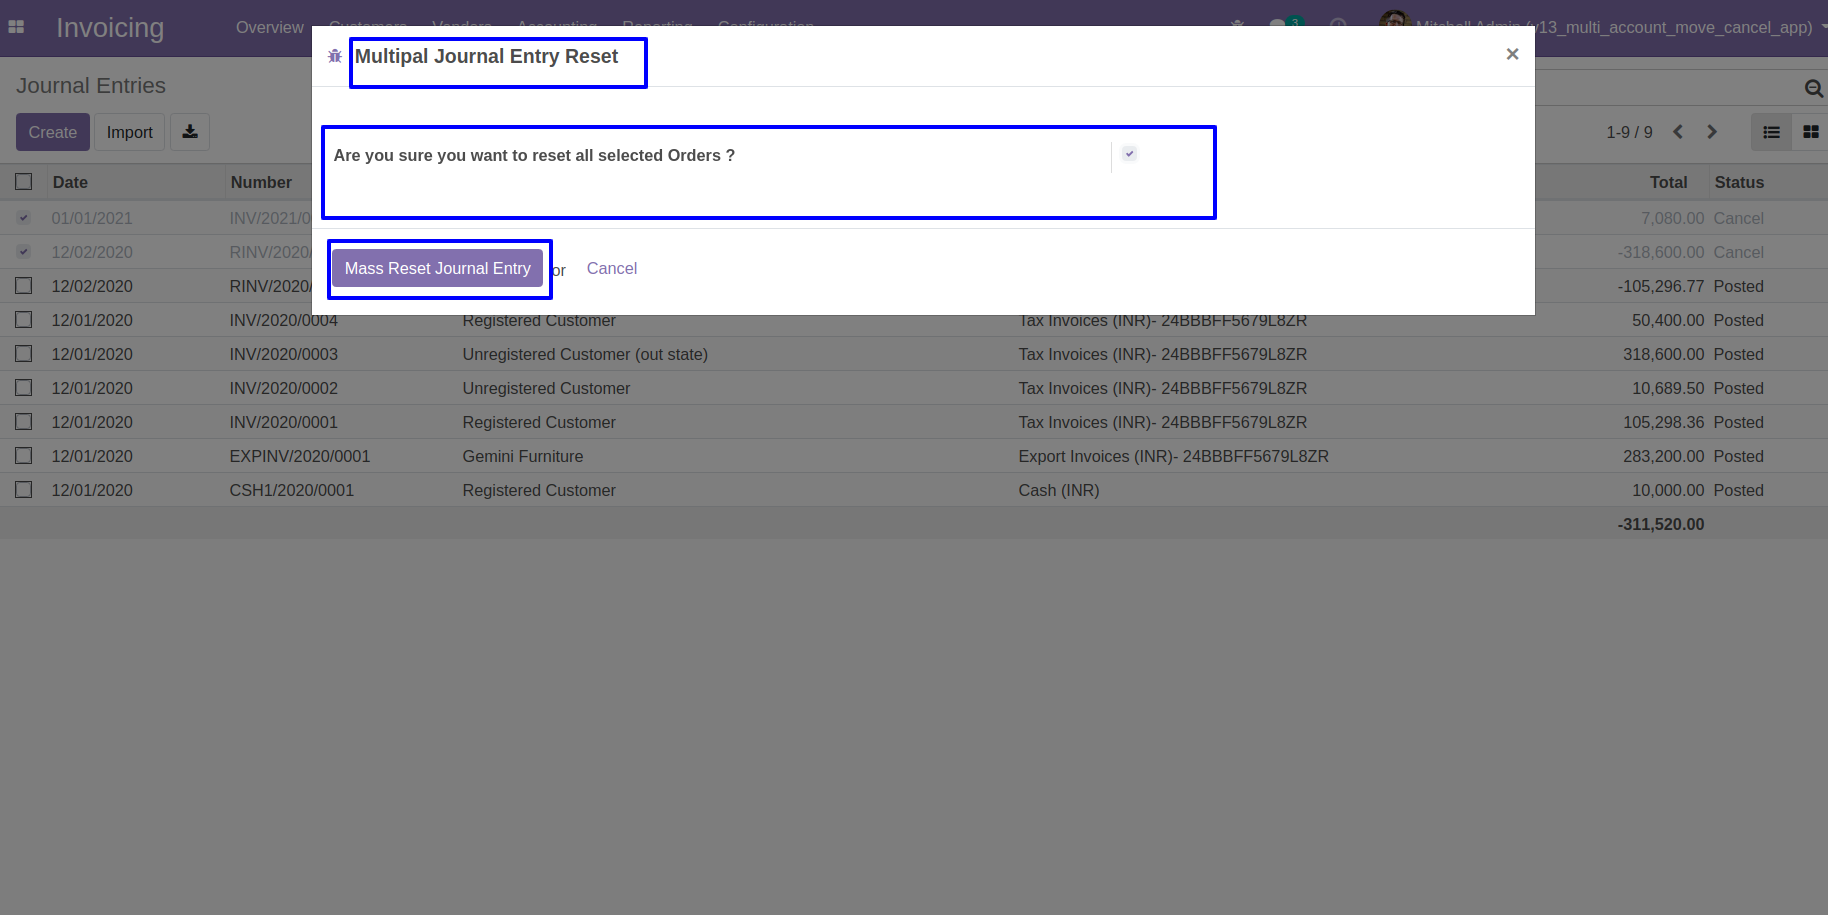 Invoicing
Overview Customers Vendors Accounting Reporting Configuration 3 Mitchell Admin (v13_multi_account_move_cancel_app)
Multipal Journal Entry Reset ×
Journal Entries
Create Import
1-9 / 9
Are you sure you want to reset all selected Orders ?
Date Number Total Status
01/01/2021 INV/2021/0 7,080.00 Cancel
12/02/2020 RINV/2020/ -318,600.00 Cancel
Mass Reset Journal Entry or Cancel
12/02/2020 RINV/2020/ -105,296.77 Posted
12/01/2020 INV/2020/0004 Registered Customer Tax Invoices (INR)- 24BBBFF5679L8ZR 50,400.00 Posted
12/01/2020 INV/2020/0003 Unregistered Customer (out state) Tax Invoices (INR)- 24BBBFF5679L8ZR 318,600.00 Posted
12/01/2020 INV/2020/0002 Unregistered Customer Tax Invoices (INR)- 24BBBFF5679L8ZR 10,689.50 Posted
12/01/2020 INV/2020/0001 Registered Customer Tax Invoices (INR)- 24BBBFF5679L8ZR 105,298.36 Posted
12/01/2020 EXPINV/2020/0001 Gemini Furniture Export Invoices (INR)- 24BBBFF5679L8ZR 283,200.00 Posted
12/01/2020 CSH1/2020/0001 Registered Customer Cash (INR) 10,000.00 Posted
-311,520.00